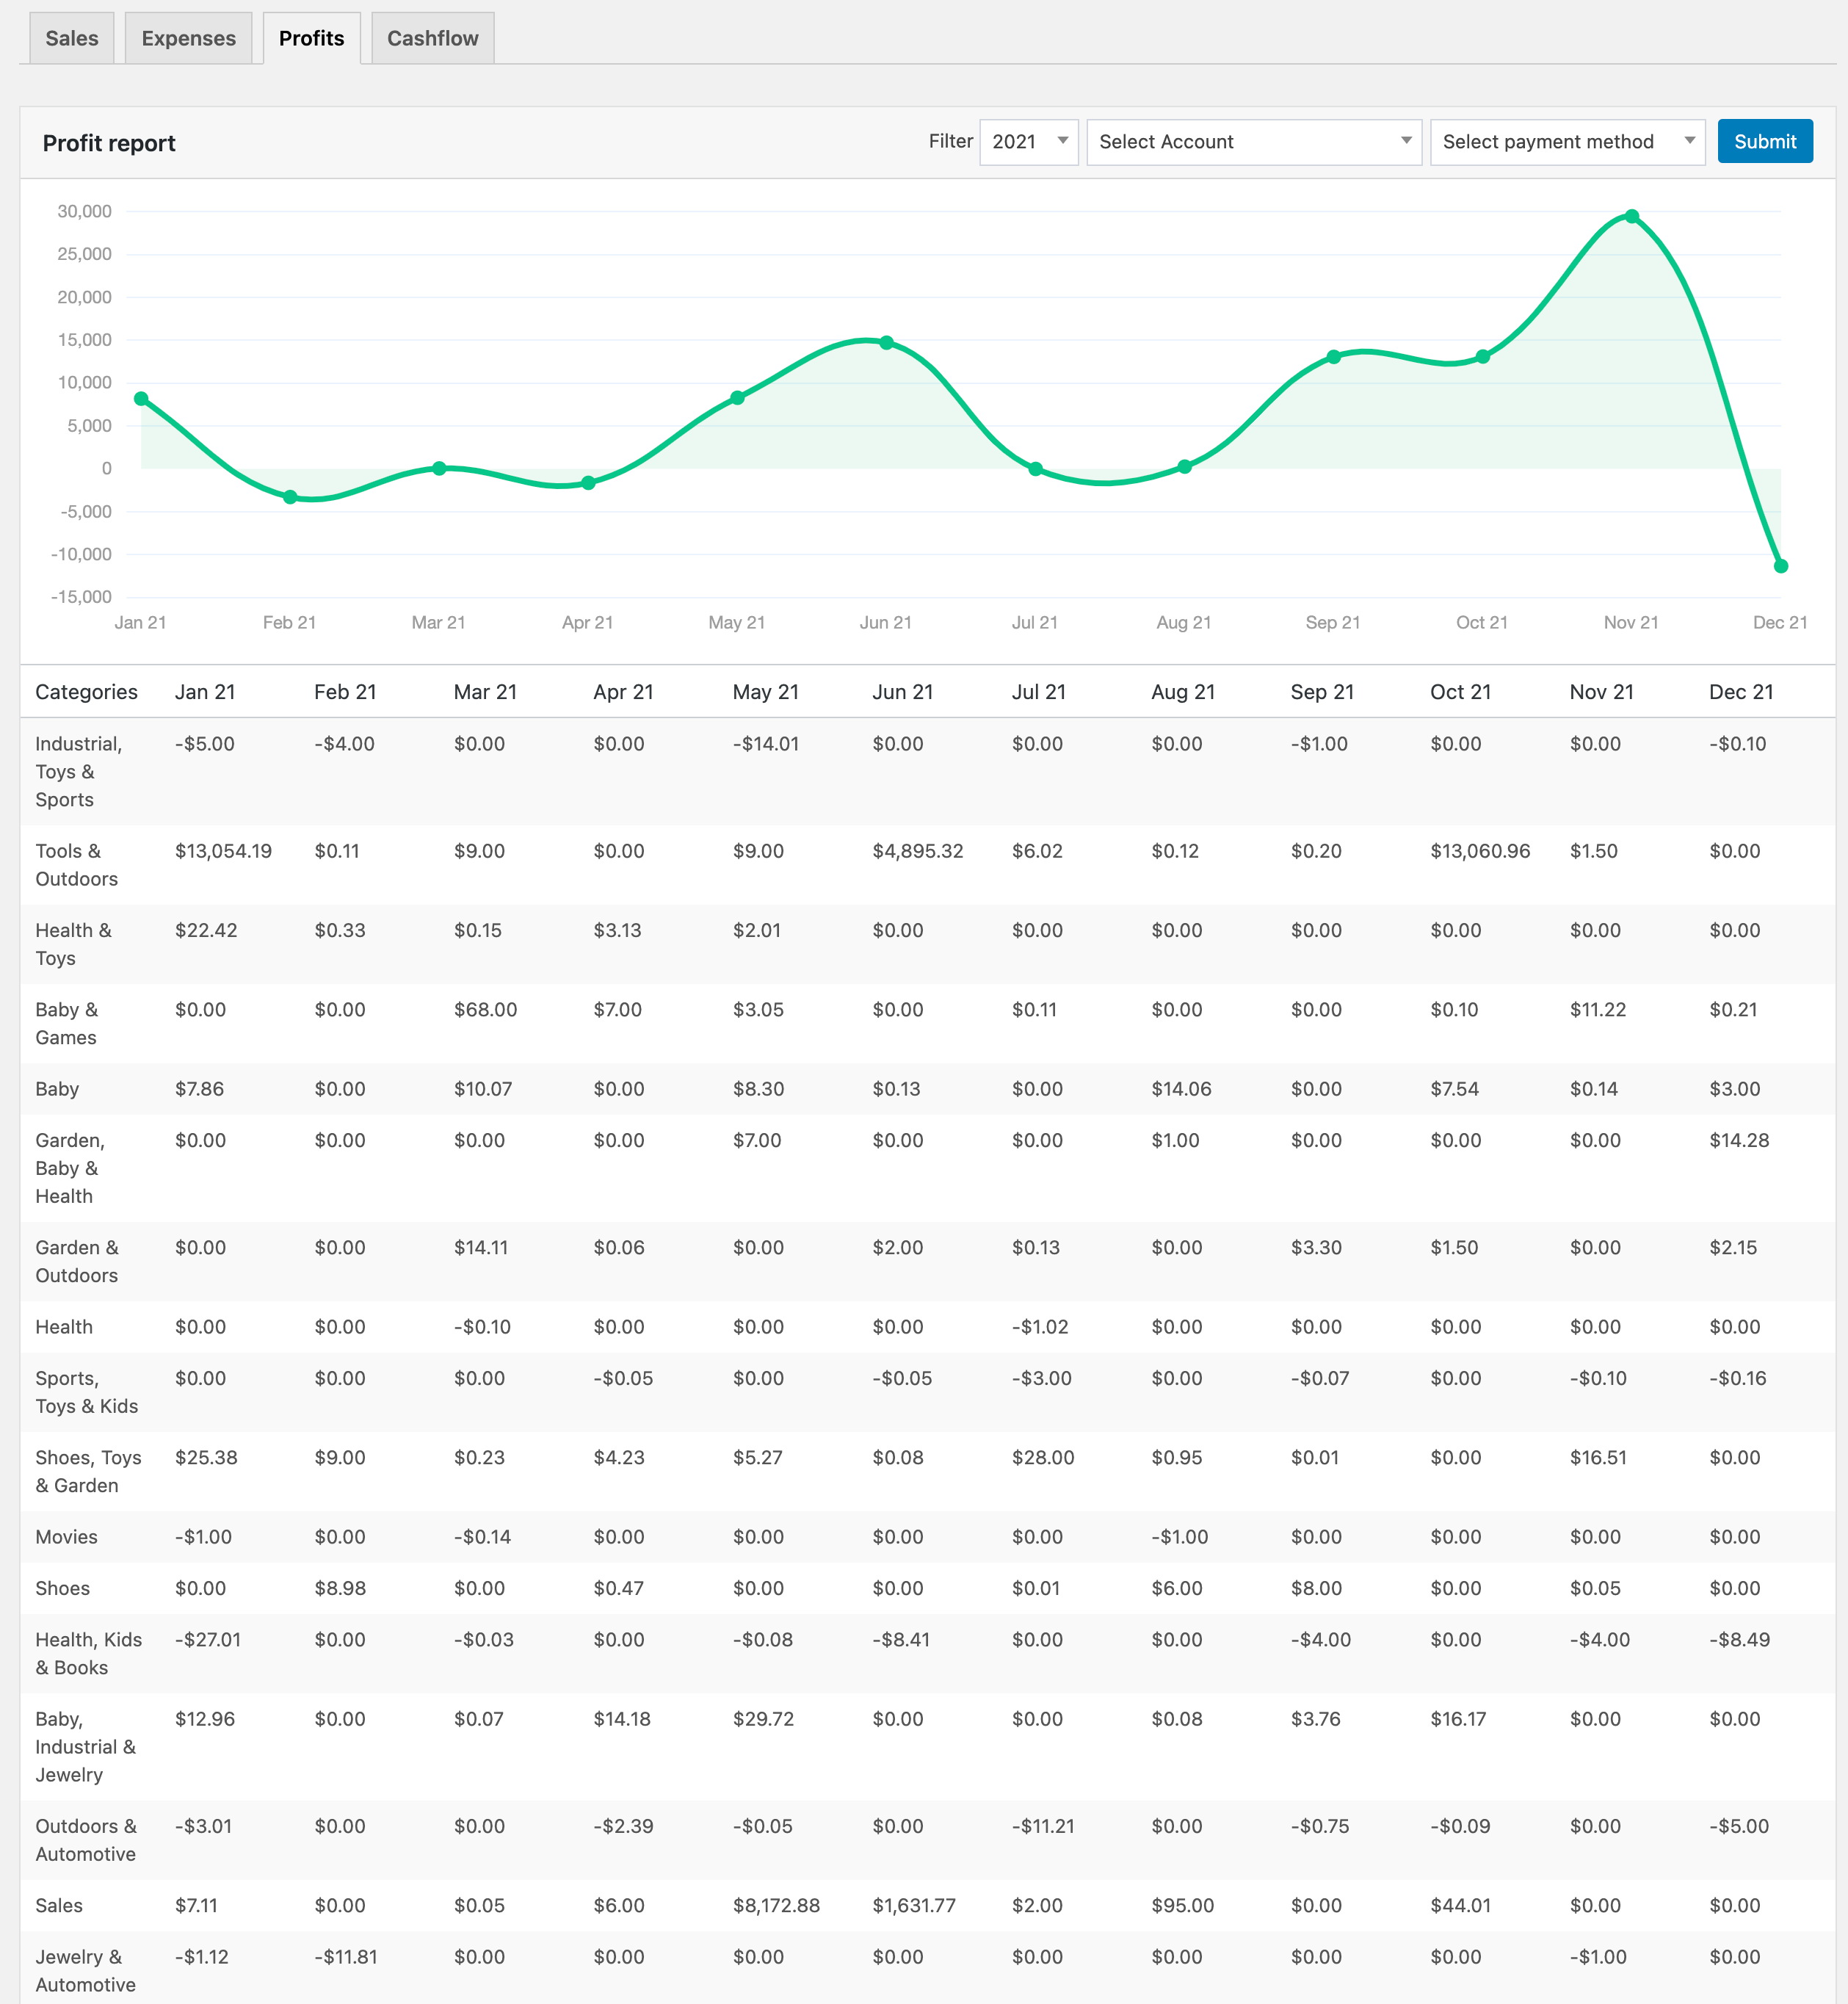 Sales Expenses Profits Cashflow
Profit report Filter 2021 Select Account Select payment method Submit
30,000
25,000
20,000
15,000
10,000
5,000
0
-5,000
-10,000
-15,000
Jan 21 Feb 21 Mar 21 Apr 21 May 21 Jun 21 Jul 21 Aug 21 Sep 21 Oct 21 Nov 21 Dec 21
Categories Jan 21 Feb 21 Mar 21 Apr 21 May 21 Jun 21 Jul 21 Aug 21 Sep 21 Oct 21 Nov 21 Dec 21
Industrial, -$5.00 -$4.00 $0.00 $0.00 -$14.01 $0.00 $0.00 $0.00 -$1.00 $0.00 $0.00 -$0.10
Toys &
Sports
Tools & $13,054.19 $0.11 $9.00 $0.00 $9.00 $4,895.32 $6.02 $0.12 $0.20 $13,060.96 $1.50 $0.00
Outdoors
Health & $22.42 $0.33 $0.15 $3.13 $2.01 $0.00 $0.00 $0.00 $0.00 $0.00 $0.00 $0.00
Toys
Baby & $0.00 $0.00 $68.00 $7.00 $3.05 $0.00 $0.11 $0.00 $0.00 $0.10 $11.22 $0.21
Games
Baby $7.86 $0.00 $10.07 $0.00 $8.30 $0.13 $0.00 $14.06 $0.00 $7.54 $0.14 $3.00
Garden, $0.00 $0.00 $0.00 $0.00 $7.00 $0.00 $0.00 $1.00 $0.00 $0.00 $0.00 $14.28
Baby &
Health
Garden & $0.00 $0.00 $14.11 $0.06 $0.00 $2.00 $0.13 $0.00 $3.30 $1.50 $0.00 $2.15
Outdoors
Health $0.00 $0.00 -$0.10 $0.00 $0.00 $0.00 -$1.02 $0.00 $0.00 $0.00 $0.00 $0.00
Sports, $0.00 $0.00 $0.00 -$0.05 $0.00 -$0.05 -$3.00 $0.00 -$0.07 $0.00 -$0.10 -$0.16
Toys & Kids
Shoes, Toys $25.38 $9.00 $0.23 $4.23 $5.27 $0.08 $28.00 $0.95 $0.01 $0.00 $16.51 $0.00
& Garden
Movies -$1.00 $0.00 -$0.14 $0.00 $0.00 $0.00 $0.00 -$1.00 $0.00 $0.00 $0.00 $0.00
Shoes $0.00 $8.98 $0.00 $0.47 $0.00 $0.00 $0.01 $6.00 $8.00 $0.00 $0.05 $0.00
Health, Kids -$27.01 $0.00 -$0.03 $0.00 -$0.08 -$8.41 $0.00 $0.00 -$4.00 $0.00 -$4.00 -$8.49
& Books
Baby, $12.96 $0.00 $0.07 $14.18 $29.72 $0.00 $0.00 $0.08 $3.76 $16.17 $0.00 $0.00
Industrial &
Jewelry
Outdoors & -$3.01 $0.00 $0.00 -$2.39 -$0.05 $0.00 -$11.21 $0.00 -$0.75 -$0.09 $0.00 -$5.00
Automotive
Sales $7.11 $0.00 $0.05 $6.00 $8,172.88 $1,631.77 $2.00 $95.00 $0.00 $44.01 $0.00 $0.00
Jewelry & -$1.12 -$11.81 $0.00 $0.00 $0.00 $0.00 $0.00 $0.00 $0.00 $0.00 -$1.00 $0.00
Automotive